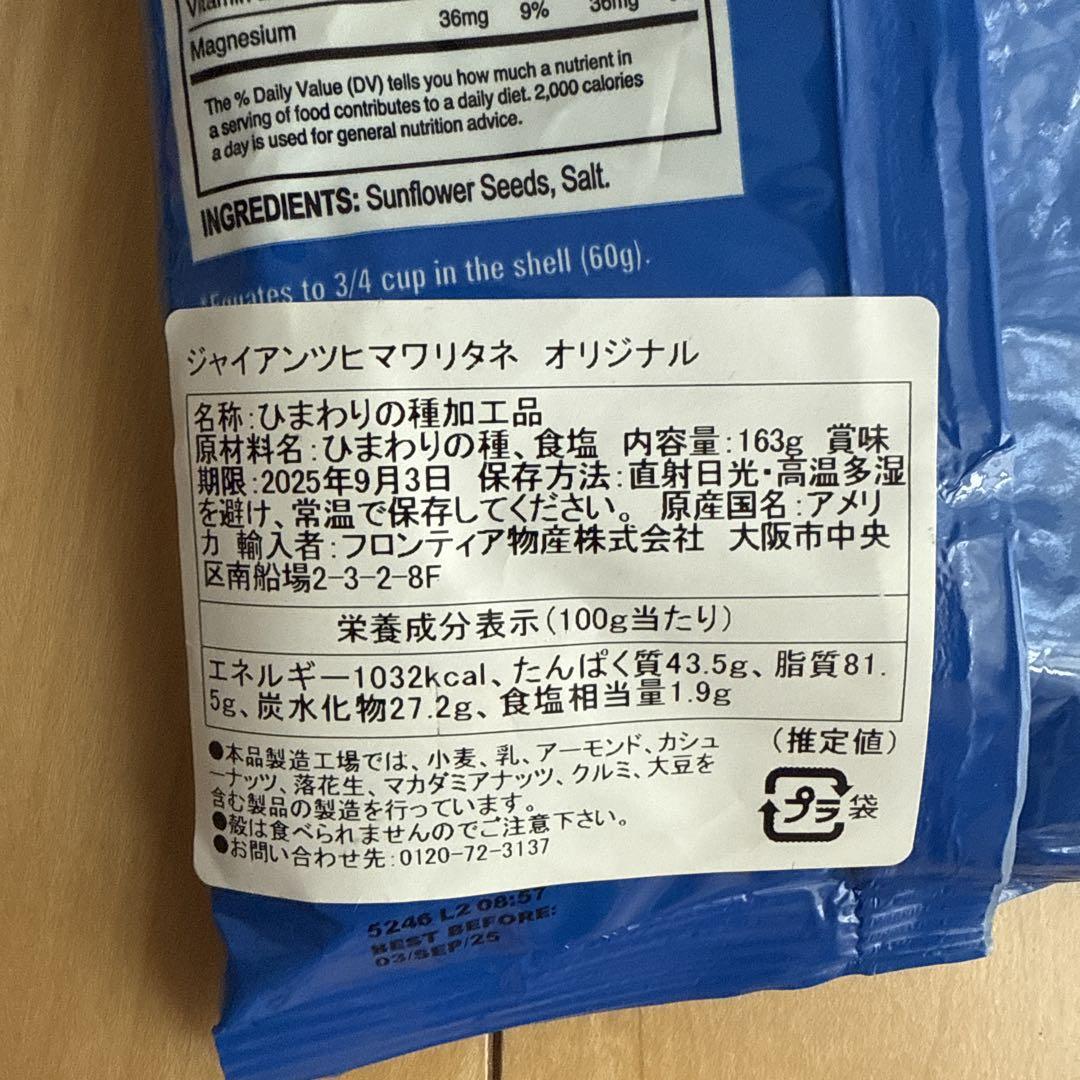 Magnesium 36mg 9% 36mg
The % Daily Value (DV) tells you how much a nutrient in
a serving of food contributes to a daily diet. 2,000 calories
a day is used for general nutrition advice.
INGREDIENTS: Sunflower Seeds, Salt.
*Equates to 3/4 cup in the shell (60g).
ジャイアンツヒマワリタネ オリジナル
名称:ひまわりの種加工品
原材料名:ひまわりの種、食塩 内容量:163g 賞味
期限:2025年9月3日 保存方法:直射日光・高温多湿
を避け、常温で保存してください。 原産国名:アメリ
カ 輸入者:フロンティア物産株式会社 大阪市中央
区南船場2-3-2-8F
栄養成分表示(100g当たり)
エネルギー1032kcal、たんぱく質43.5g、脂質81.
5g、炭水化物27.2g、食塩相当量1.9g
(推定値)
●本品製造工場では、小麦、乳、アーモンド、カシュ
ーナッツ、落花生、マカダミアナッツ、クルミ、大豆を
含む製品の製造を行っています。
●殻は食べられませんのでご注意下さい。
●お問い合わせ先:0120-72-3137
プラ 袋
5246 L2 08:57
BEST BEFORE:
03/SEP/25